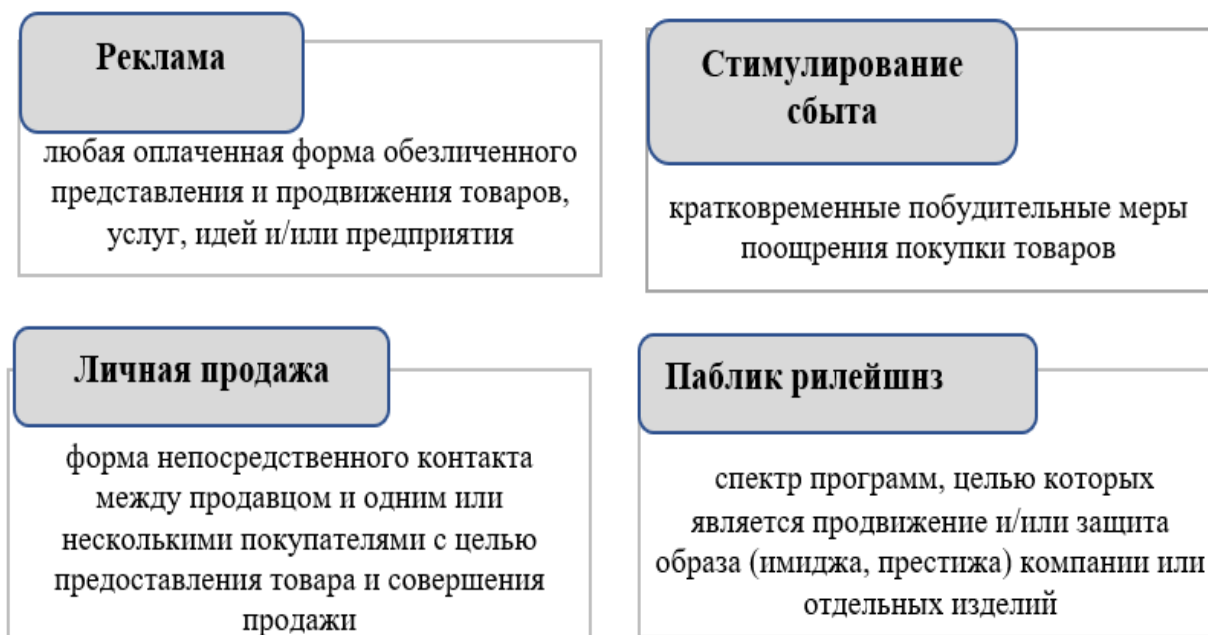 Реклама
любая оплаченная форма обезличенного
представления и продвижения товаров,
услуг, идей и/или предприятия
Стимулирование
сбыта
кратковременные побудительные меры
поощрения покупки товаров
Личная продажа
форма непосредственного контакта
между продавцом и одним или
несколькими покупателями с целью
предоставления товара и совершения
продажи
Паблик рилейшнз
спектр программ, целью которых
является продвижение и/или защита
образа (имиджа, престижа) компании или
отдельных изделий